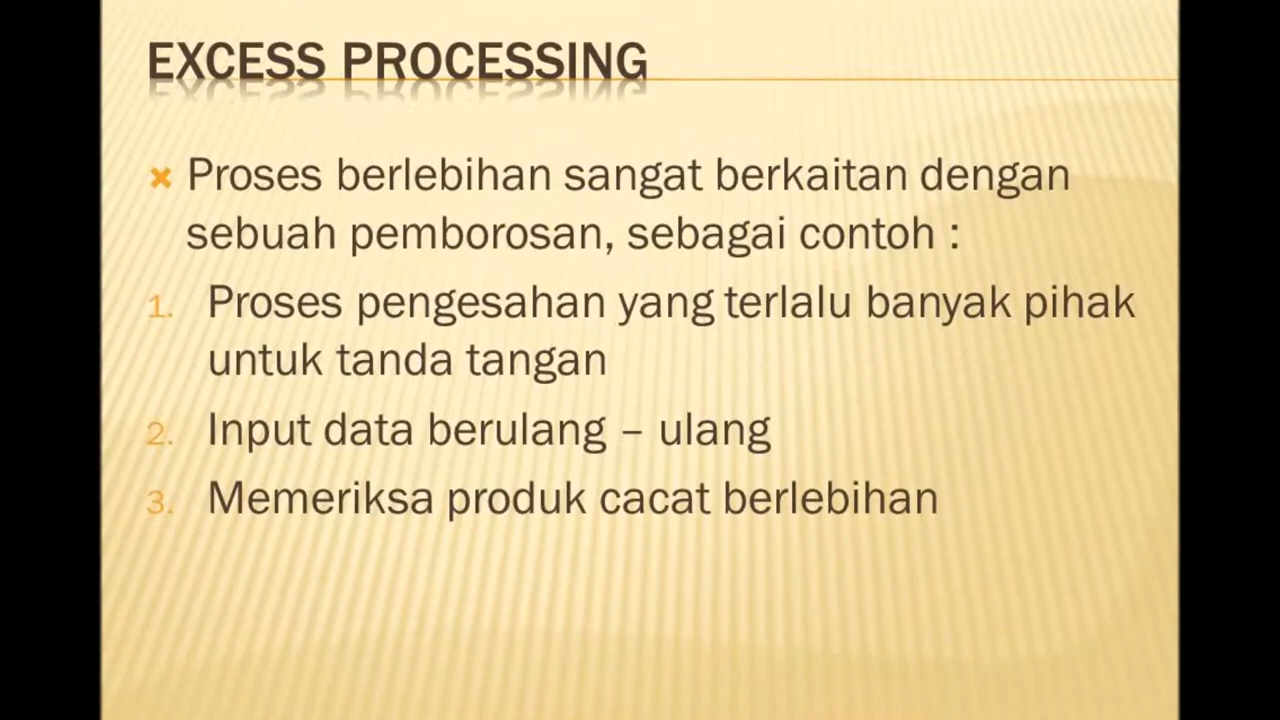 EXCESS PROCESSING
Proses berlebihan sangat berkaitan dengan
sebuah pemborosan, sebagai contoh :
1. Proses pengesahan yang terlalu banyak pihak
untuk tanda tangan
2. Input data berulang – ulang
3. Memeriksa produk cacat berlebihan